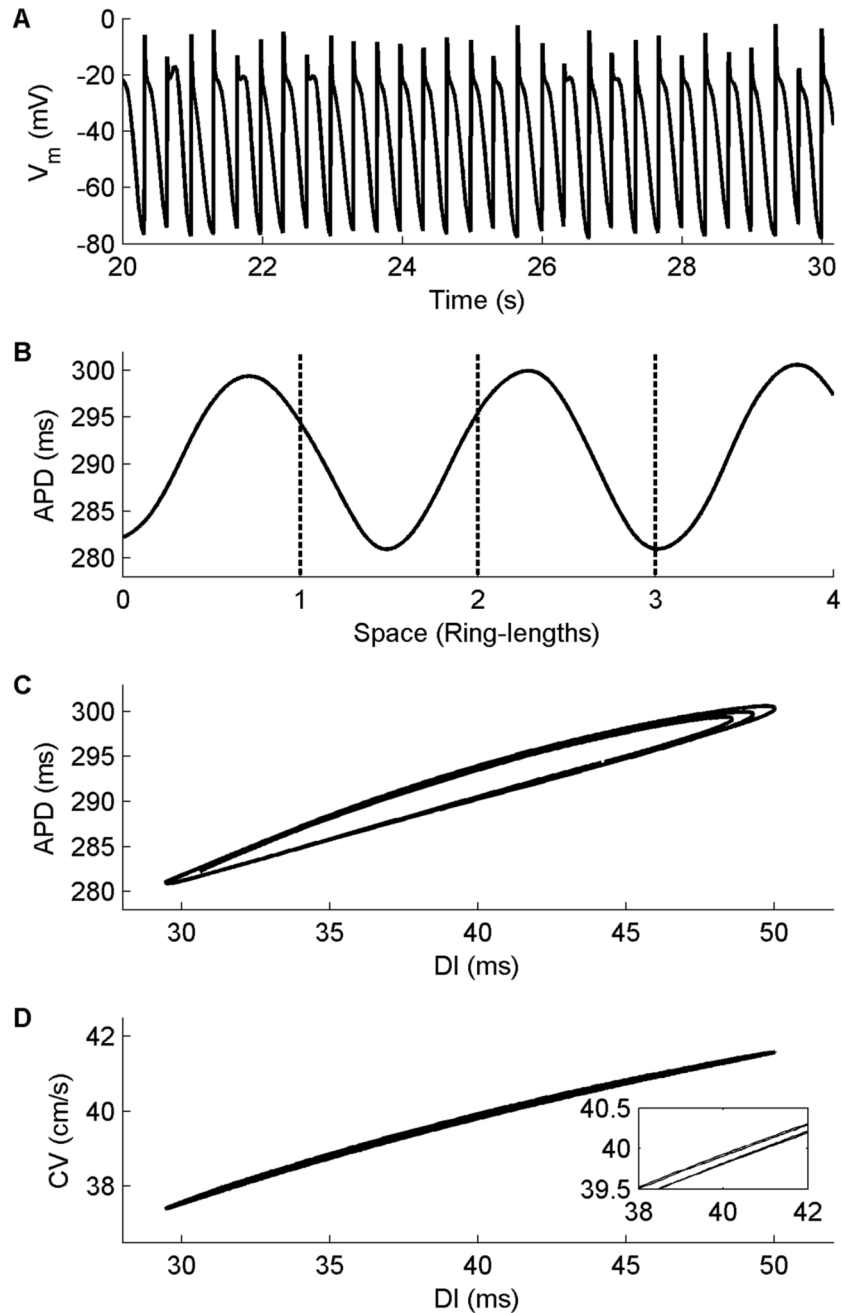 A
0
-20
-40
-60
-80
V_m (mV)
20 22 24 26 28 30
Time (s)
B
300
295
290
285
280
APD (ms)
0 1 2 3 4
Space (Ring-lengths)
C
300
295
290
285
280
APD (ms)
30 35 40 45 50
DI (ms)
D
42
40
38
CV (cm/s)
40.5
40
39.5
38 40 42
30 35 40 45 50
DI (ms)